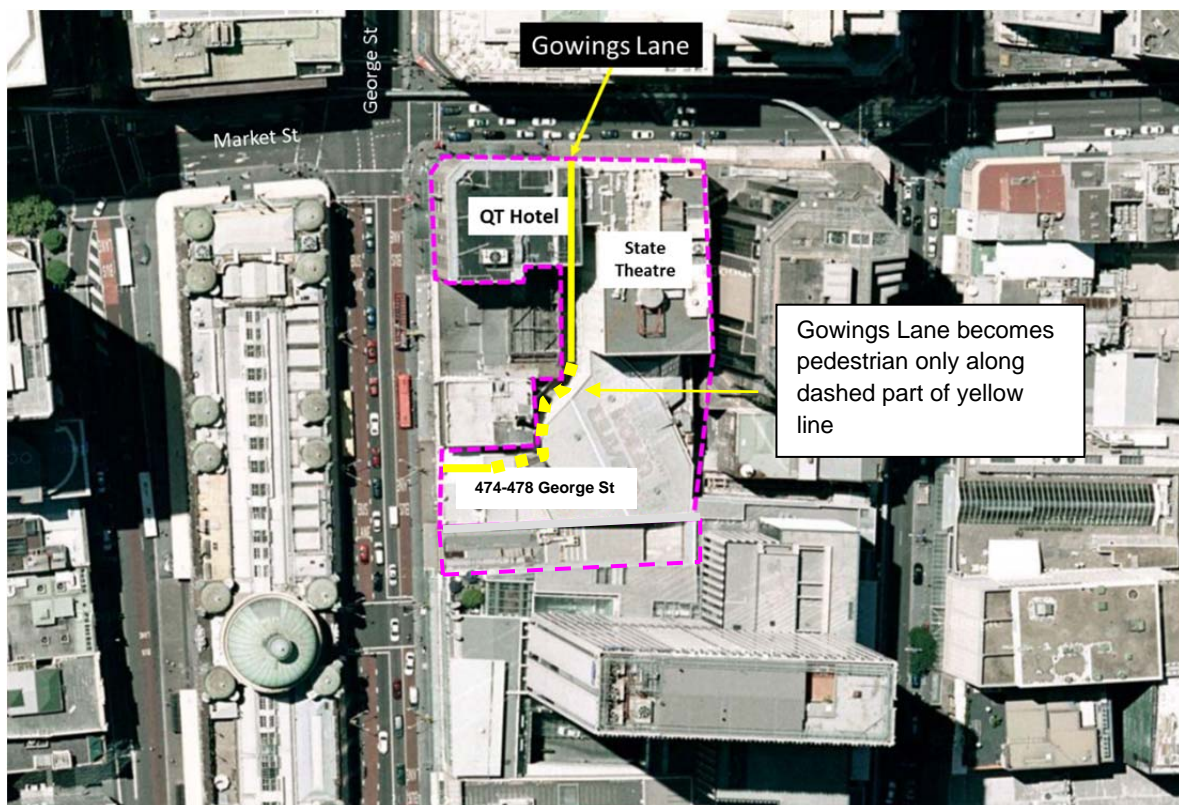 Gowings Lane
George St
Market St
QT Hotel
State
Theatre
Gowings Lane becomes
pedestrian only along
dashed part of yellow
line
474-478 George St